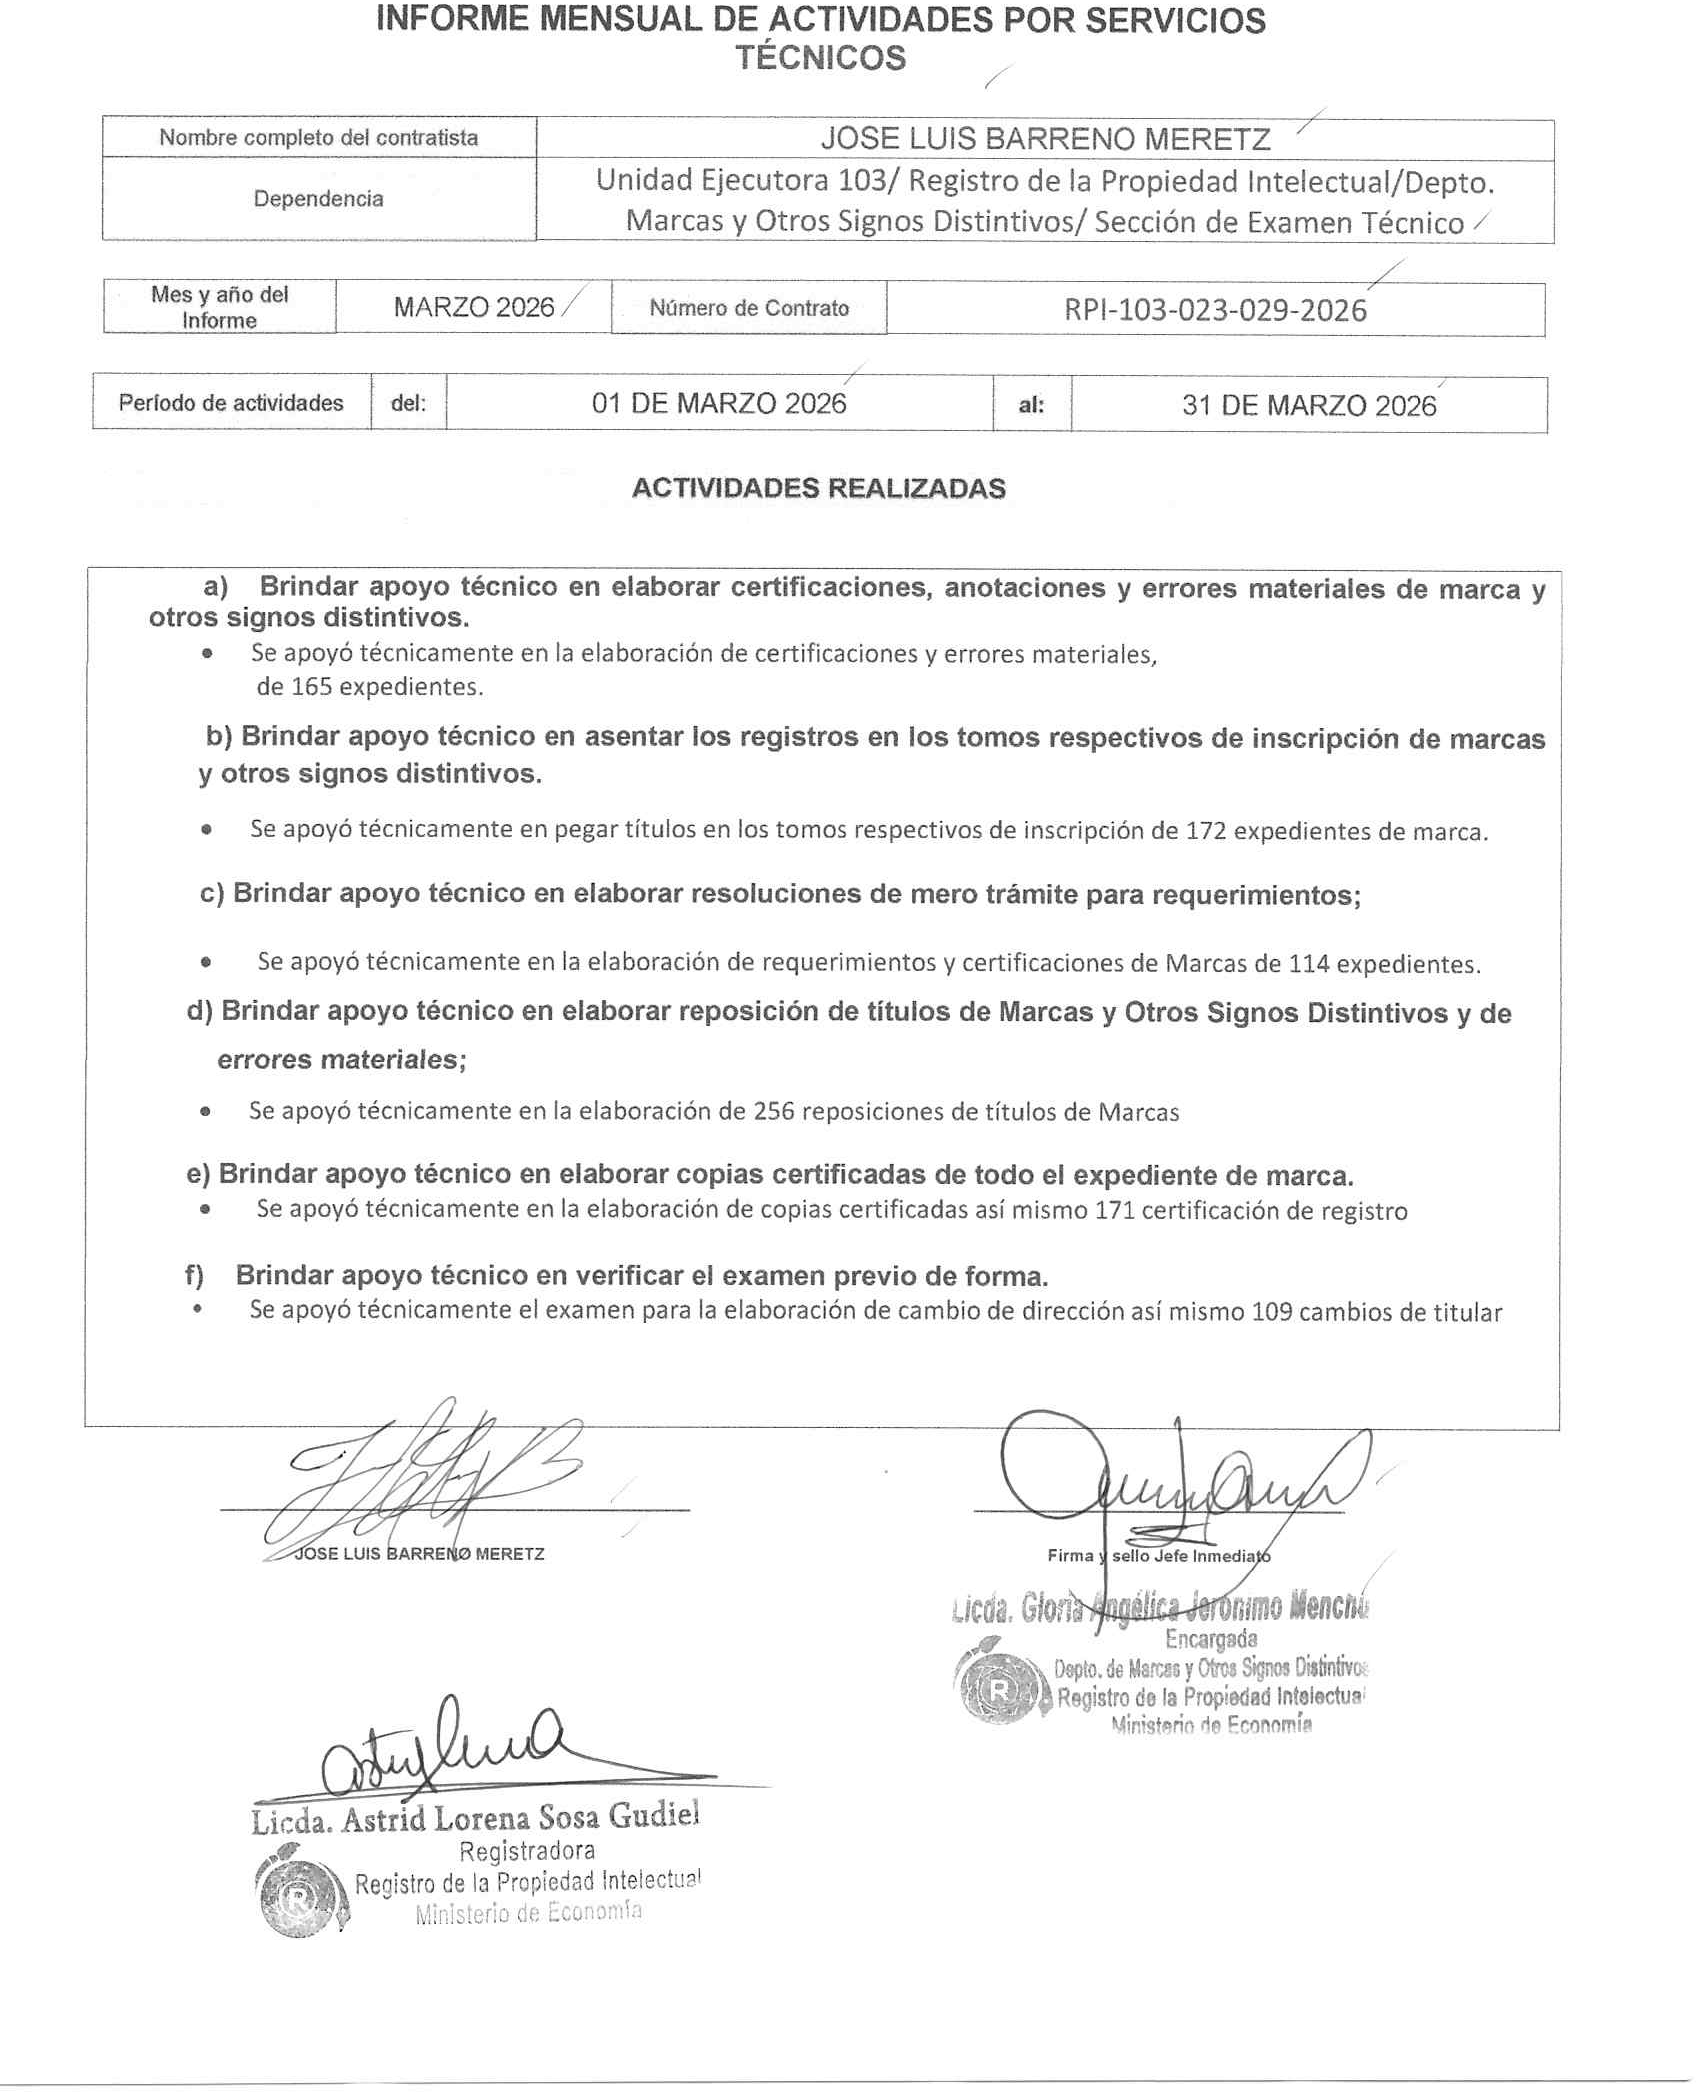 INFORME MENSUAL DE ACTIVIDADES POR SERVICIOS
TÉCNICOS
Nombre completo del contratista
JOSE LUIS BARRENO MERETZ
Dependencia
Unidad Ejecutora 103/ Registro de la Propiedad Intelectual/Depto.
Marcas y Otros Signos Distintivos/ Sección de Examen Técnico
Mes y año del
Informe
MARZO 2026
Número de Contrato
RPI-103-023-029-2026
Período de actividades
del:
01 DE MARZO 2026
al:
31 DE MARZO 2026
ACTIVIDADES REALIZADAS
a) Brindar apoyo técnico en elaborar certificaciones, anotaciones y errores materiales de marca y
otros signos distintivos.
• Se apoyó técnicamente en la elaboración de certificaciones y errores materiales,
de 165 expedientes.
b) Brindar apoyo técnico en asentar los registros en los tomos respectivos de inscripción de marcas
y otros signos distintivos.
• Se apoyó técnicamente en pegar títulos en los tomos respectivos de inscripción de 172 expedientes de marca.
c) Brindar apoyo técnico en elaborar resoluciones de mero trámite para requerimientos;
• Se apoyó técnicamente en la elaboración de requerimientos y certificaciones de Marcas de 114 expedientes.
d) Brindar apoyo técnico en elaborar reposición de títulos de Marcas y Otros Signos Distintivos y de
errores materiales;
• Se apoyó técnicamente en la elaboración de 256 reposiciones de títulos de Marcas
e) Brindar apoyo técnico en elaborar copias certificadas de todo el expediente de marca.
• Se apoyó técnicamente en la elaboración de copias certificadas así mismo 171 certificación de registro
f) Brindar apoyo técnico en verificar el examen previo de forma.
• Se apoyó técnicamente el examen para la elaboración de cambio de dirección así mismo 109 cambios de titular
JOSE LUIS BARRENO MERETZ
Firma y sello Jefe Inmediato
Licda. Gloria Angélica Jerónimo Menchú
Encargada
Depto. de Marcas y Otros Signos Distintivos
Registro de la Propiedad Intelectual
Ministerio de Economía
Licda. Astrid Lorena Sosa Gudiel
Registradora
Registro de la Propiedad Intelectual
Ministerio de Economía